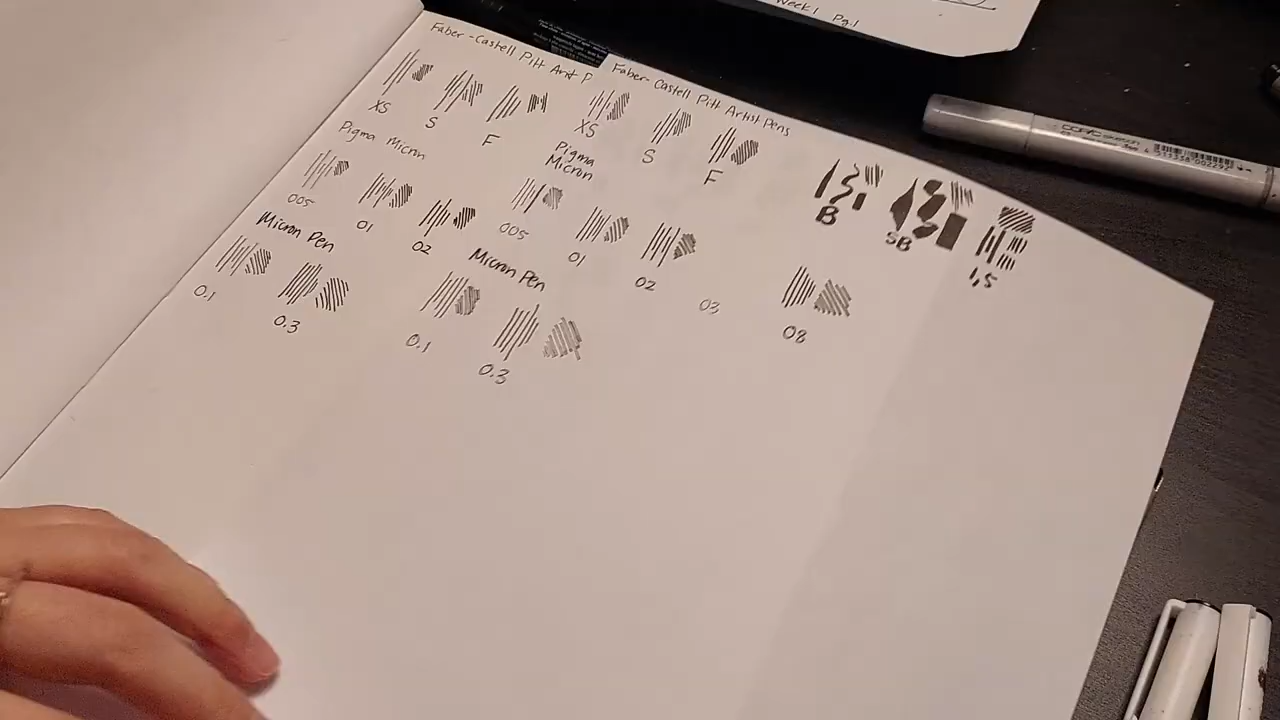 Week 1 Pg.1
Faber-Castell Pitt Arit P
XS S F
Pigma Micron
005 01 02
Micron Pen
0.1 0.3
Faber-Castell Pitt Artist Pens
XS S F B SB 1,5
Pigma
Micron
005 01 02 03 08
Micron Pen
0.1 0.3
COPIC